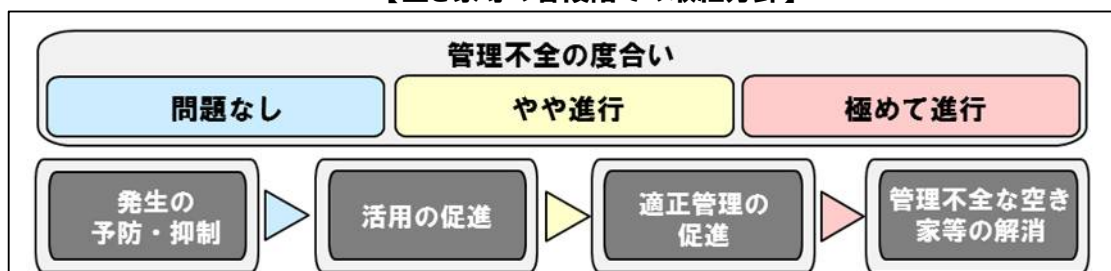 管理不全の度合い
問題なし
やや進行
極めて進行
発生の
予防・抑制
活用の促進
適正管理の
促進
管理不全な空き
家等の解消